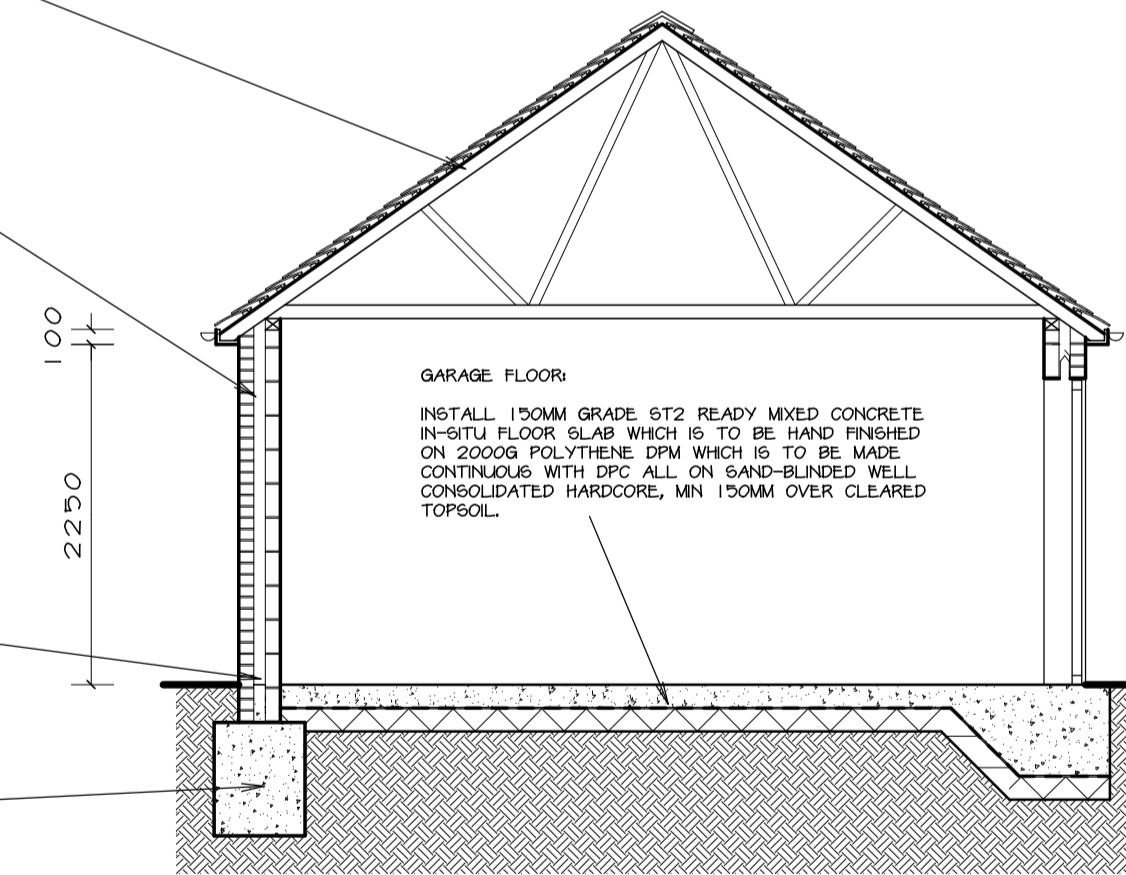 100
2250
GARAGE FLOOR:
INSTALL 150MM GRADE ST2 READY MIXED CONCRETE
IN-SITU FLOOR SLAB WHICH IS TO BE HAND FINISHED
ON 2000G POLYTHENE DPM WHICH IS TO BE MADE
CONTINUOUS WITH DPC ALL ON SAND-BLINDED WELL
CONSOLIDATED HARDCORE, MIN 150MM OVER CLEARED
TOPSOIL.